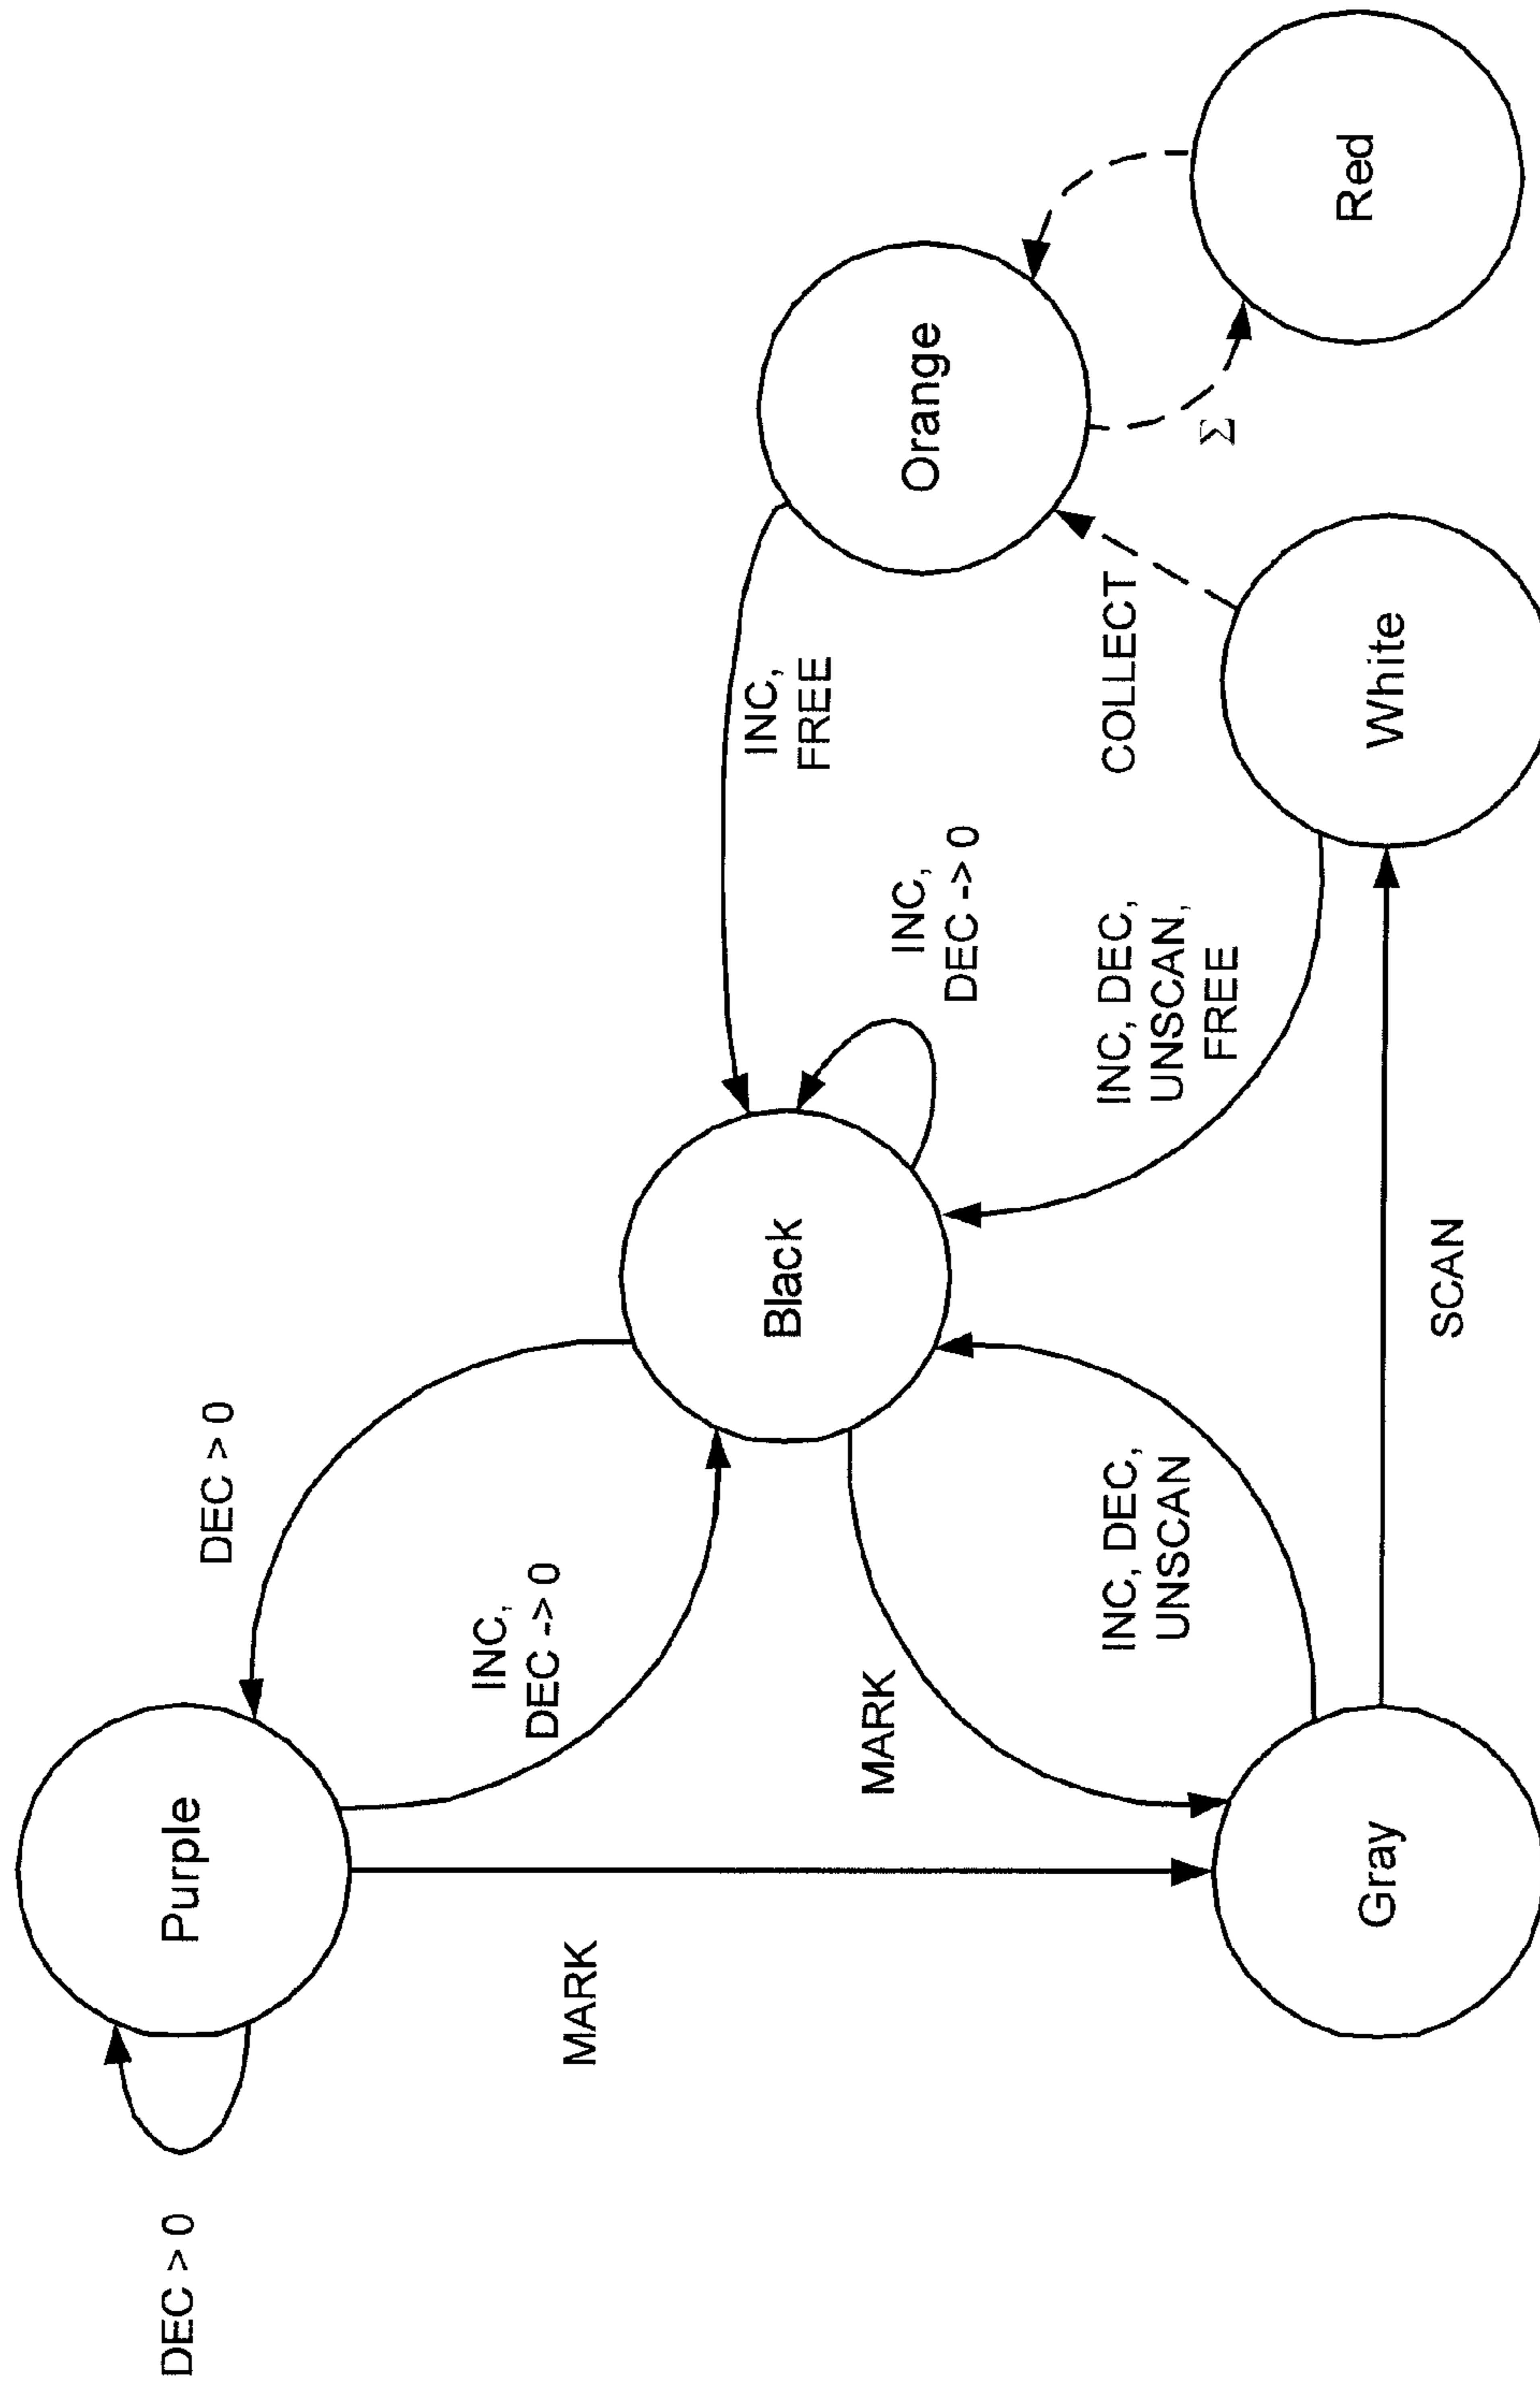 DEC > 0
Purple
DEC > 0
INC,
DEC -> 0
MARK
Black
INC,
DEC -> 0
INC,
FREE
Orange
MARK
INC, DEC,
UNSCAN
INC, DEC,
UNSCAN,
FREE
COLLECT
Σ
Red
Gray
SCAN
White